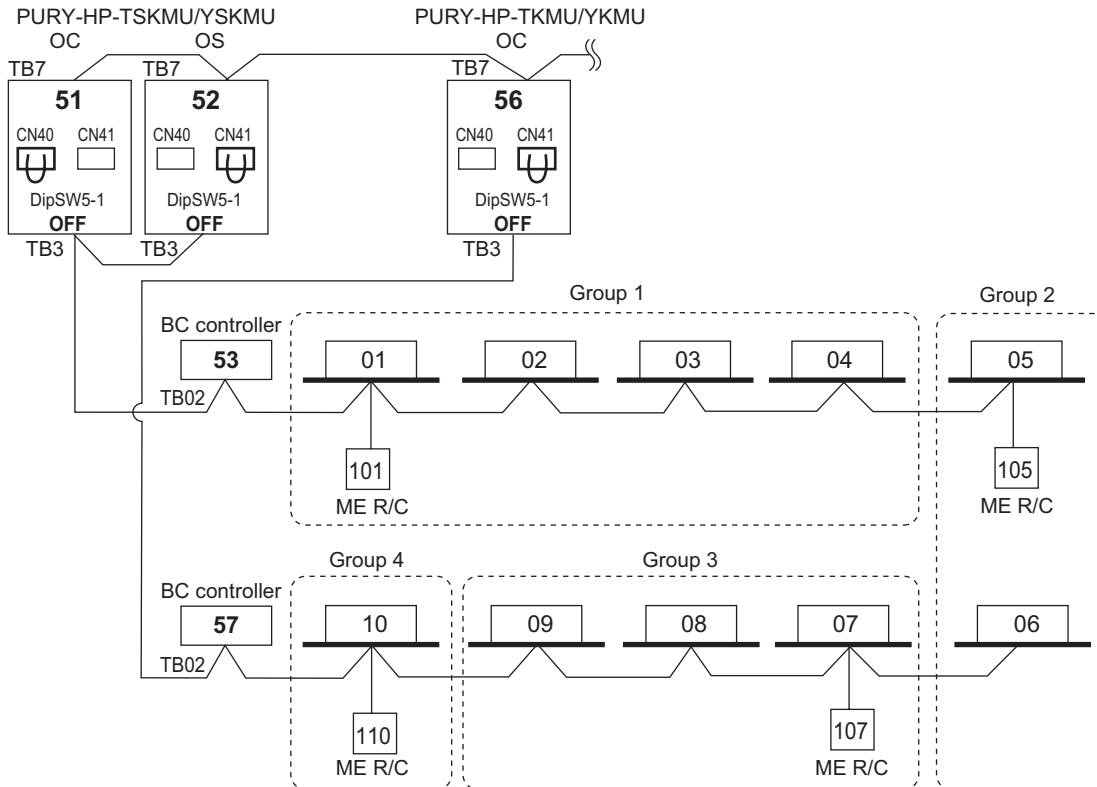 PURY-HP-TSKMU/YSKMU PURY-HP-TKMU/YKMU
OC OS OC
TB7 TB7 TB7
51 52 56
CN40 CN41 CN40 CN41 CN40 CN41
DipSW5-1 DipSW5-1 DipSW5-1
OFF OFF OFF
TB3 TB3 TB3
Group 1 Group 2
BC controller
53 01 02 03 04 05
TB02
101 105
ME R/C ME R/C
Group 4 Group 3
BC controller
57 10 09 08 07 06
TB02
110 107
ME R/C ME R/C